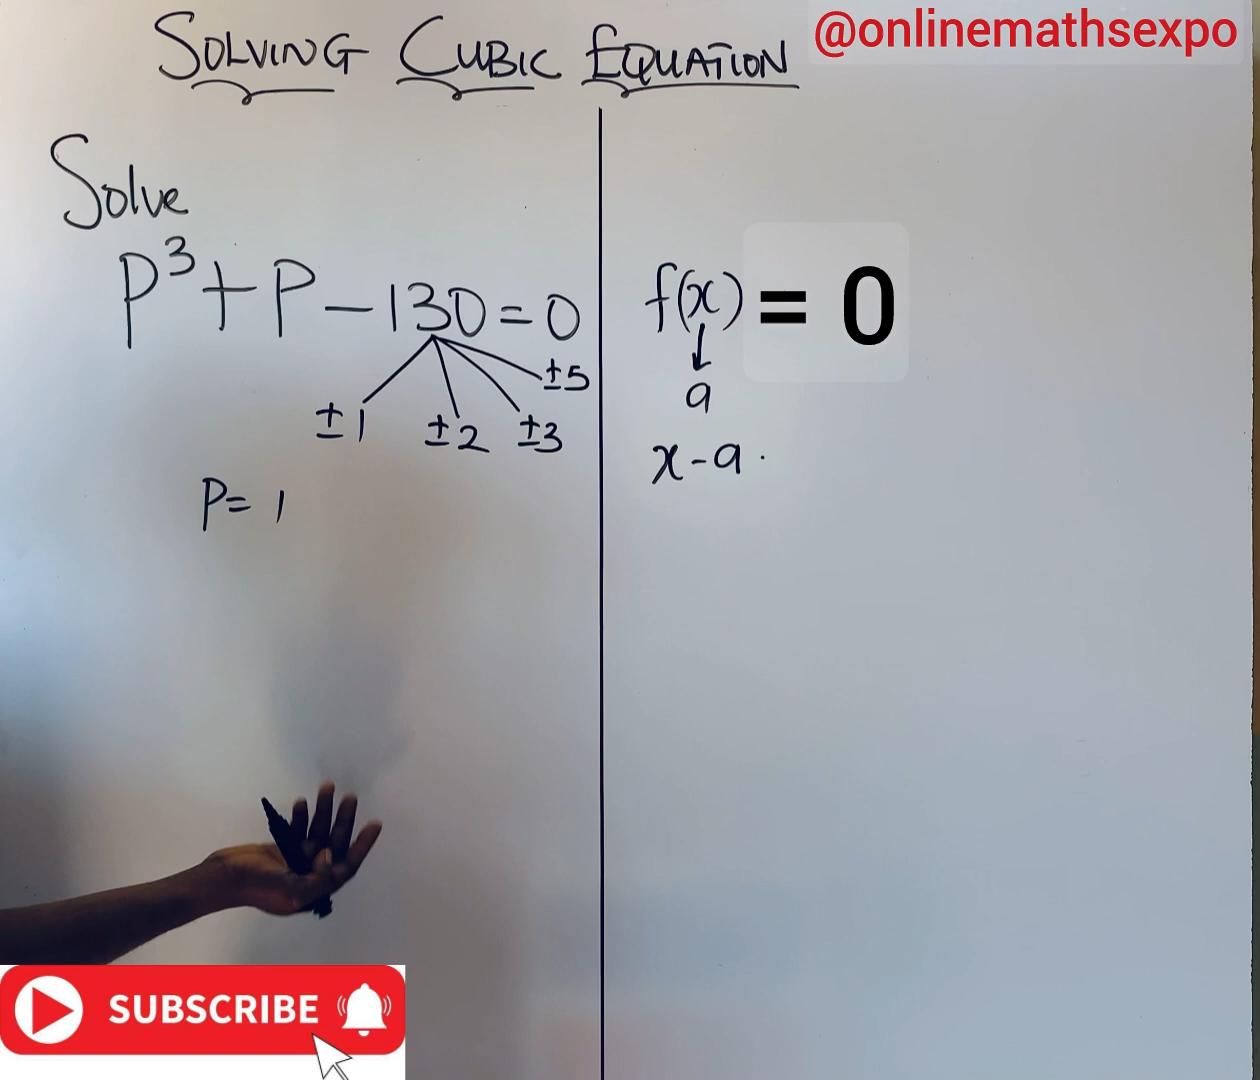 SOLVING CUBIC EQUATION
@onlinemathsexpo
Solve
P³ + P - 130 = 0
±1 ±2 ±3 ±5
P = 1
f(x) = 0
a
x - a .
SUBSCRIBE